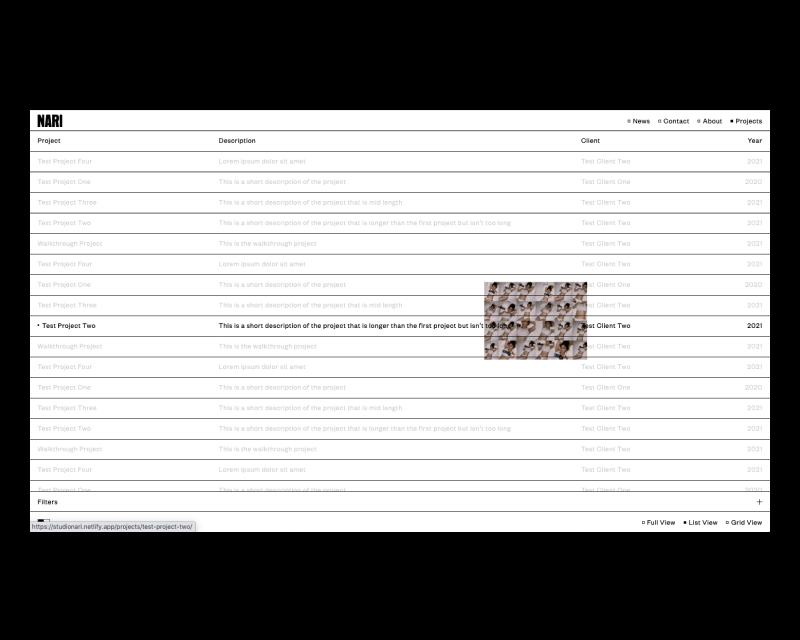 NARI
News Contact About Projects
Project Description Client Year
Test Project Four Lorem ipsum dolor sit amet Test Client Two 2021
Test Project One This is a short description of the project Test Client One 2020
Test Project Three This is a short description of the project that is mid length Test Client Two 2021
Test Project Two This is a short description of the project that is longer than the first project but isn't too long Test Client Two 2021
Walkthrough Project This is the walkthrough project Test Client Two 2021
Test Project Four Lorem ipsum dolor sit amet Test Client Two 2021
Test Project One This is a short description of the project Test Client One 2020
Test Project Three This is a short description of the project that is mid length Test Client Two 2021
• Test Project Two This is a short description of the project that is longer than the first project but isn't Test Client Two 2021
Walkthrough Project This is the walkthrough project Test Client Two 2021
Test Project Four Lorem ipsum dolor sit amet Test Client Two 2021
Test Project One This is a short description of the project Test Client One 2020
Test Project Three This is a short description of the project that is mid length Test Client Two 2021
Test Project Two This is a short description of the project that is longer than the first project but isn't too long Test Client Two 2021
Walkthrough Project This is the walkthrough project Test Client Two 2021
Test Project Four Lorem ipsum dolor sit amet Test Client Two 2021
Test Project One This is a short description of the project Test Client One 2020
Filters +
https://studionari.netlify.app/projects/test-project-two/
Full View List View Grid View